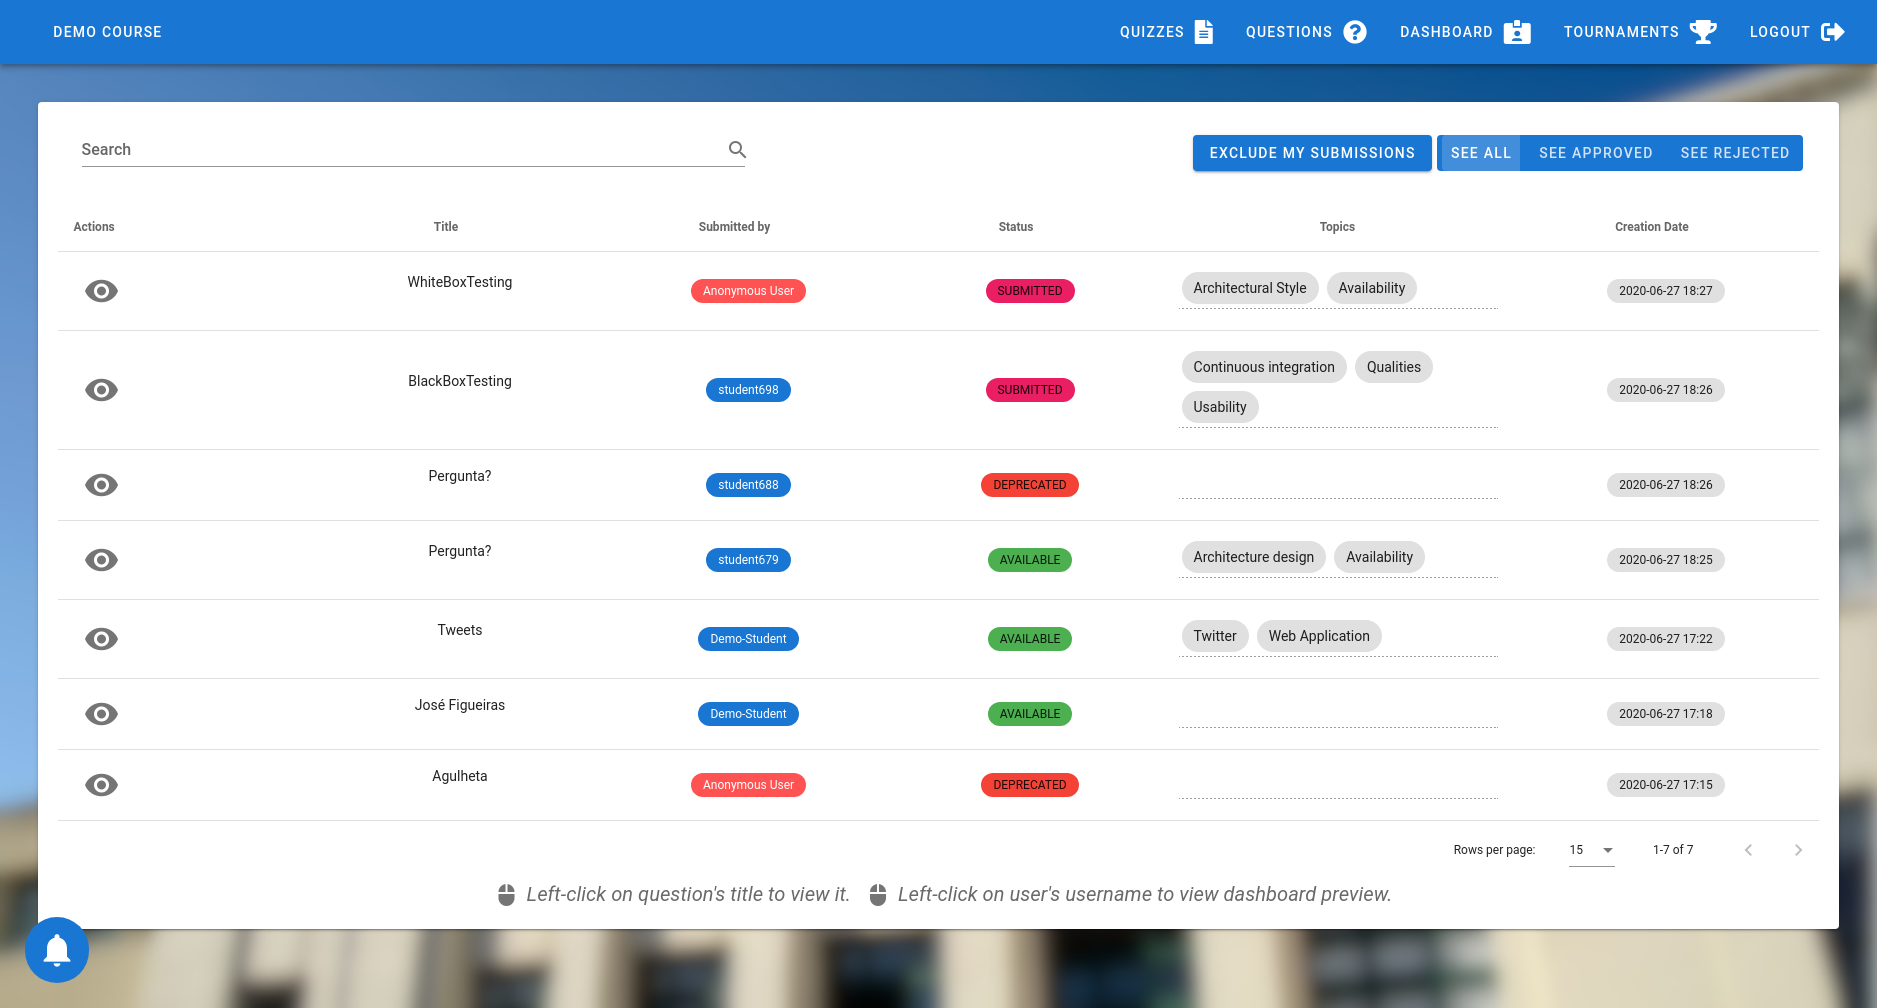 DEMO COURSE QUIZZES QUESTIONS DASHBOARD TOURNAMENTS LOGOUT
Search EXCLUDE MY SUBMISSIONS SEE ALL SEE APPROVED SEE REJECTED
Actions Title Submitted by Status Topics Creation Date
WhiteBoxTesting Anonymous User SUBMITTED Architectural Style Availability 2020-06-27 18:27
BlackBoxTesting student698 SUBMITTED Continuous integration Qualities 2020-06-27 18:26
Usability
Pergunta? student688 DEPRECATED 2020-06-27 18:26
Pergunta? student679 AVAILABLE Architecture design Availability 2020-06-27 18:25
Tweets Demo-Student AVAILABLE Twitter Web Application 2020-06-27 17:22
José Figueiras Demo-Student AVAILABLE 2020-06-27 17:18
Agulheta Anonymous User DEPRECATED 2020-06-27 17:15
Rows per page: 15 1-7 of 7
Left-click on question's title to view it. Left-click on user's username to view dashboard preview.